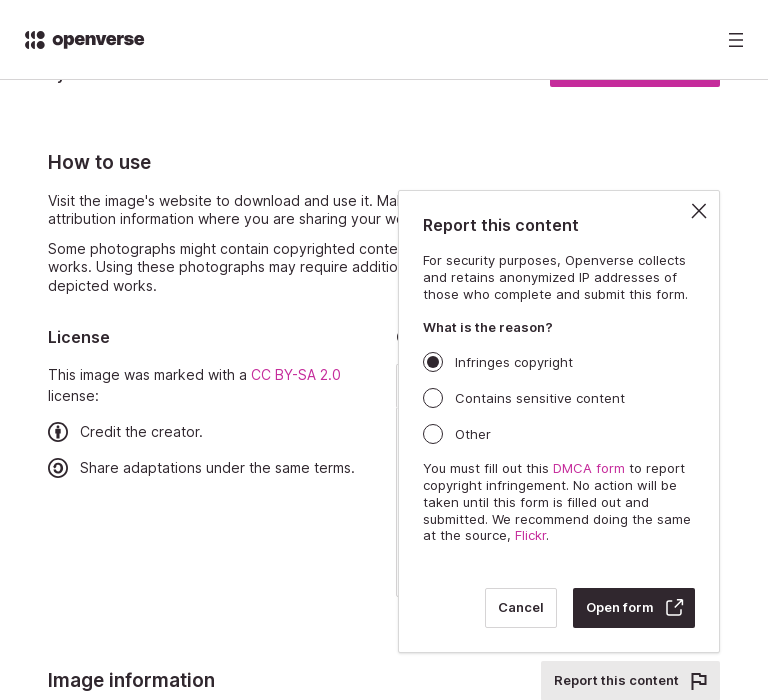 openverse
How to use
Visit the image's website to download and use it. Ma
attribution information where you are sharing your w
Some photographs might contain copyrighted conte
works. Using these photographs may require additio
depicted works.
License
This image was marked with a CC BY-SA 2.0
license:
Credit the creator.
Share adaptations under the same terms.
Report this content
For security purposes, Openverse collects
and retains anonymized IP addresses of
those who complete and submit this form.
What is the reason?
Infringes copyright
Contains sensitive content
Other
You must fill out this DMCA form to report
copyright infringement. No action will be
taken until this form is filled out and
submitted. We recommend doing the same
at the source, Flickr.
Cancel
Open form
Image information
Report this content